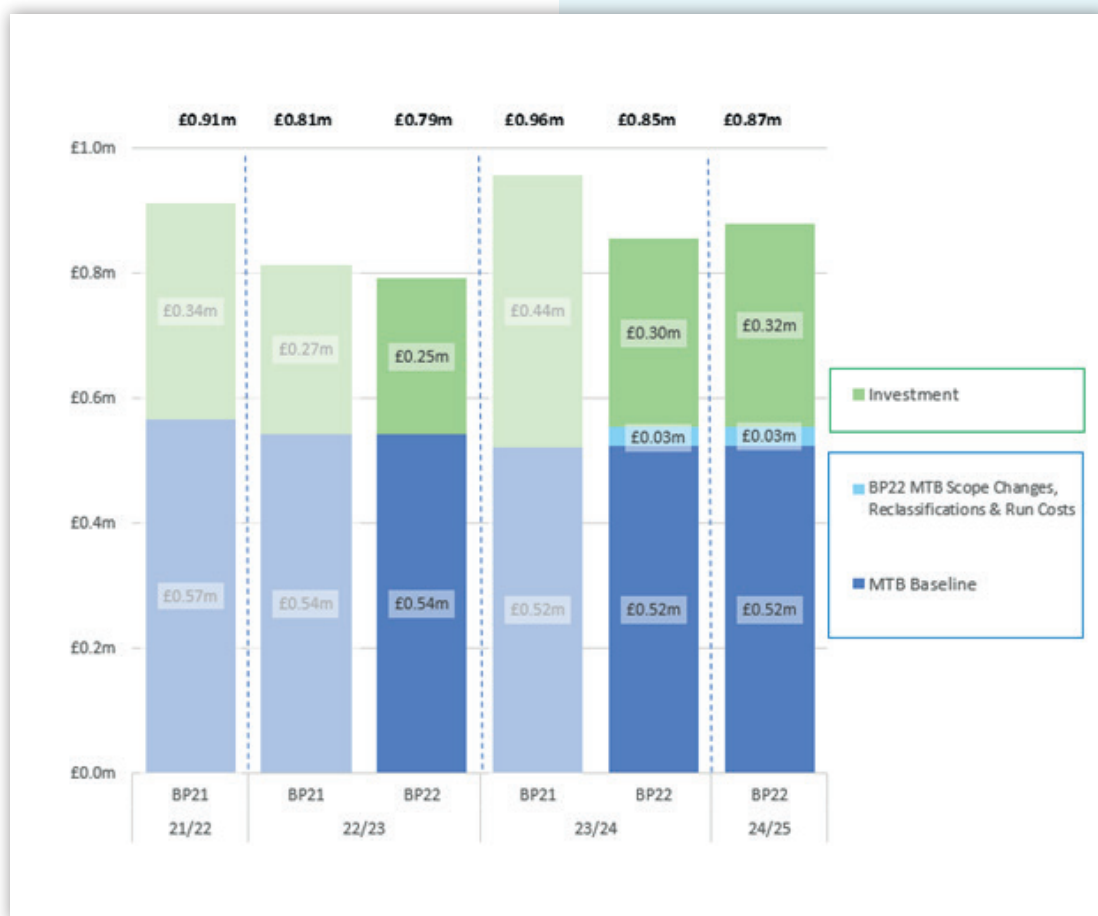 £0.91m £0.81m £0.79m £0.96m £0.85m £0.87m
£1.0m
£0.8m
£0.6m
£0.4m
£0.2m
£0.0m
£0.34m
£0.57m
£0.27m
£0.54m
£0.25m
£0.54m
£0.44m
£0.52m
£0.30m
£0.03m
£0.52m
£0.32m
£0.03m
£0.52m
Investment
BP22 MTB Scope Changes,
Reclassifications & Run Costs
MTB Baseline
BP21 BP21 BP22 BP21 BP22 BP22
21/22 22/23 23/24 24/25